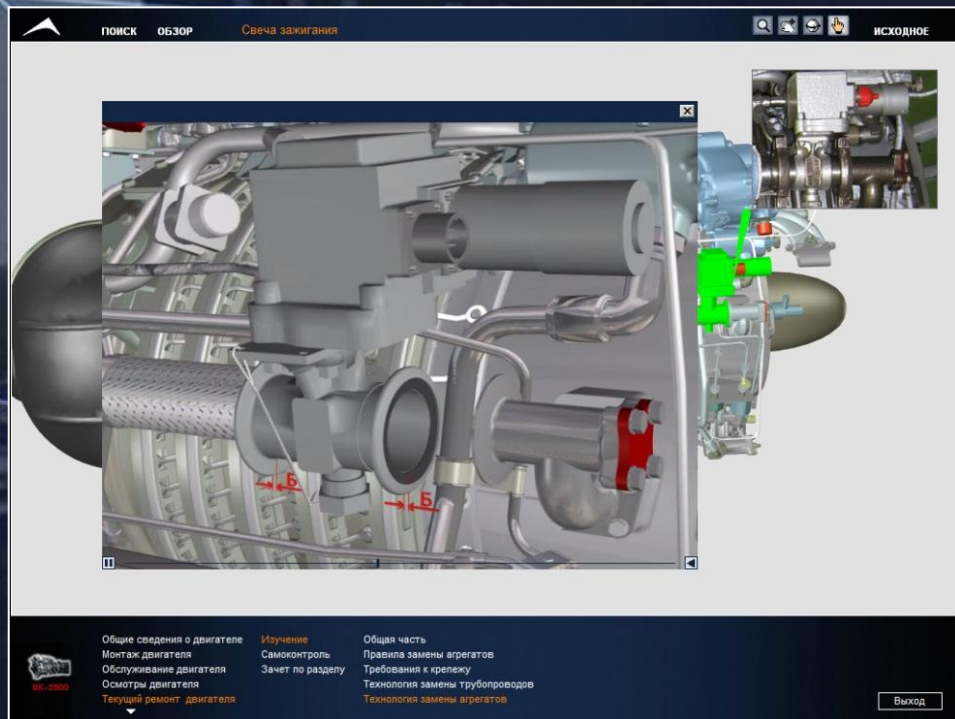 ПОИСК ОБЗОР Свеча зажигания ИСХОДНОЕ
Б
Б
Общие сведения о двигателе
Монтаж двигателя
Обслуживание двигателя
Осмотры двигателя
Текущий ремонт двигателя
Изучение
Самоконтроль
Зачет по разделу
Общая часть
Правила замены агрегатов
Требования к крепежу
Технология замены трубопроводов
Технология замены агрегатов
ВК-2500
Выход